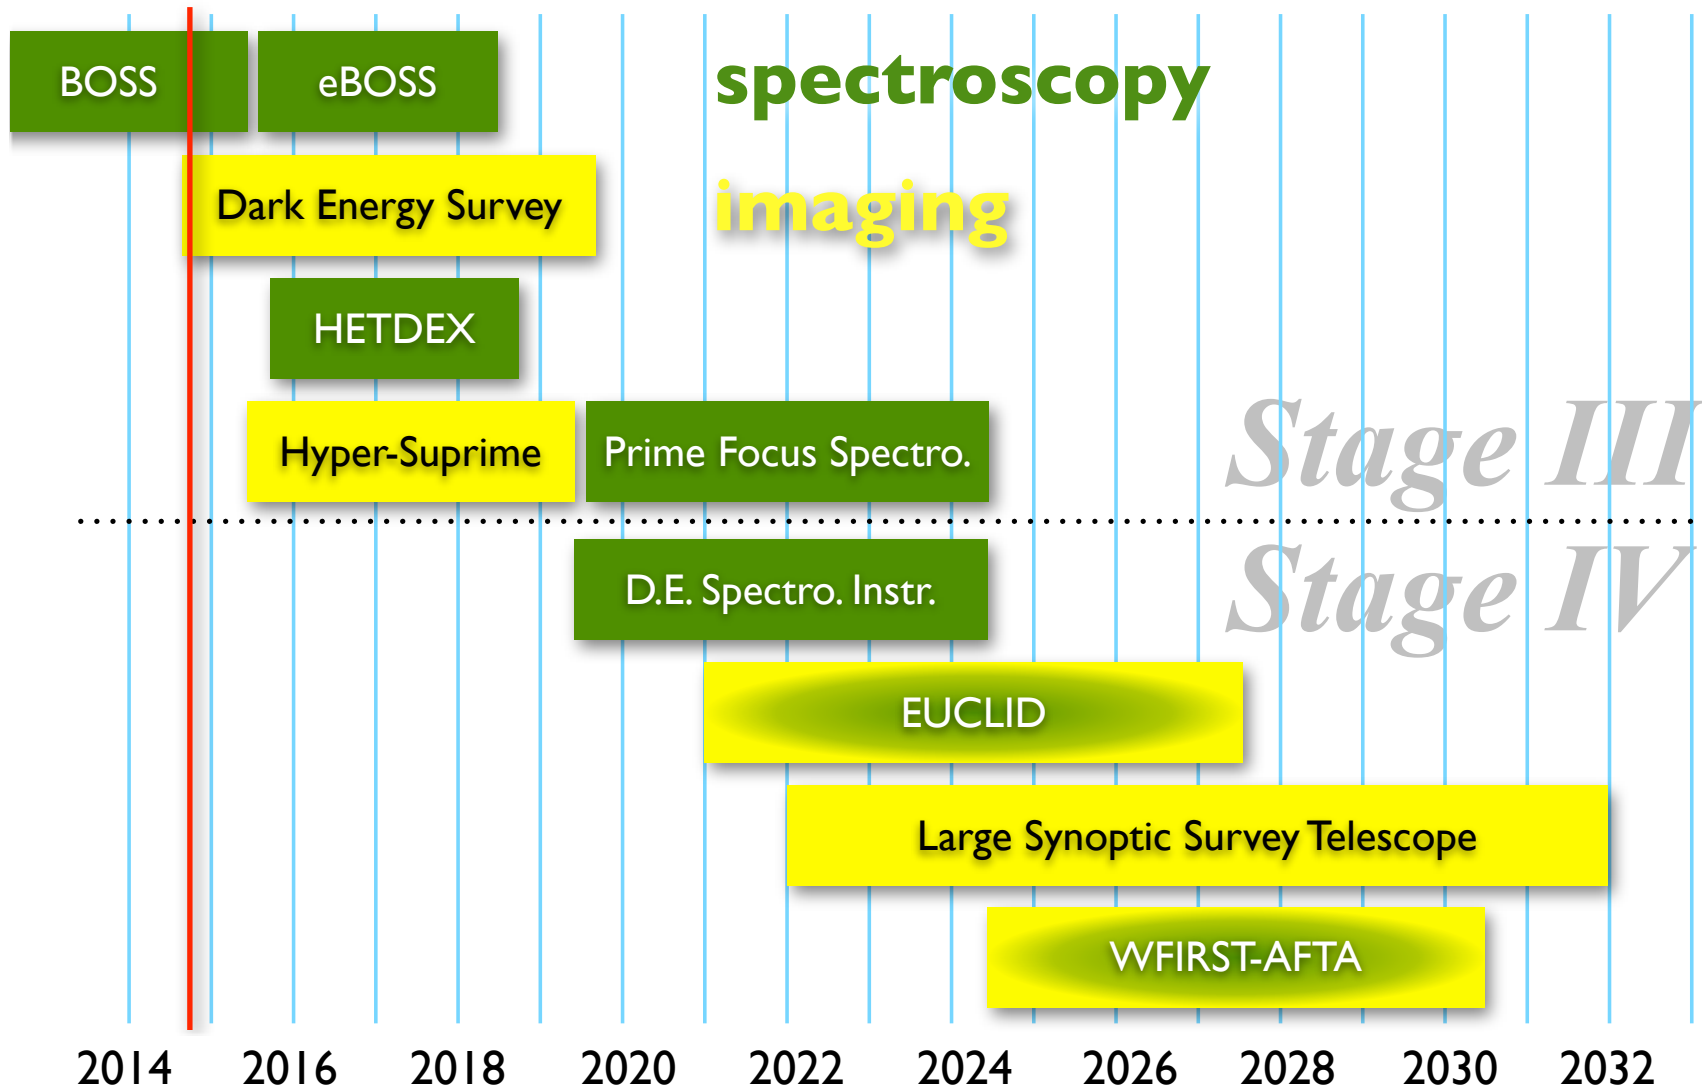 BOSS
eBOSS
spectroscopy
Dark Energy Survey
imaging
HETDEX
Hyper-Suprime
Prime Focus Spectro.
Stage III
Stage IV
D.E. Spectro. Instr.
EUCLID
Large Synoptic Survey Telescope
WFIRST-AFTA
2014 2016 2018 2020 2022 2024 2026 2028 2030 2032